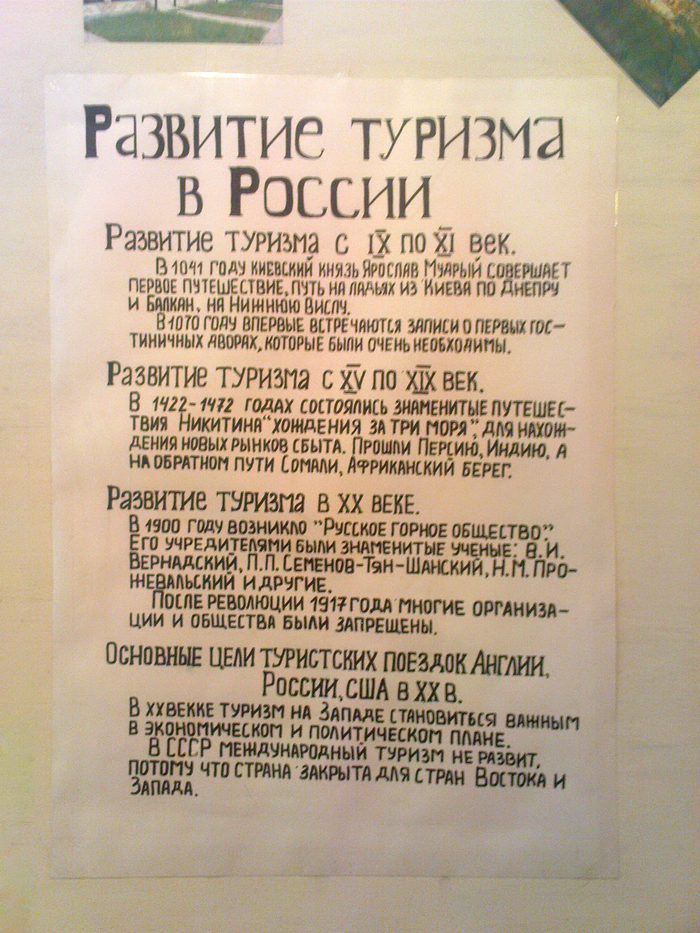 Развитие туризма
в России
Развитие туризма с IX по XI век.
В 1041 году киевский князь Ярослав Муарый совершает
первое путешествие, путь на ладьях из Киева по Днепру
и Балкан, на Нижнюю Вислу.
В 1070 году впервые встречаются записи о первых гос-
тиничных дворах, которые были очень необходимы.
Развитие туризма с XV по XIX век.
В 1422-1472 годах состоялись знаменитые путешес-
твия Никитина "хождения за три моря", для нахож-
дения новых рынков сбыта. Прошли Персию, Индию, а
на обратном пути Сомали, Африканский берег.
Развитие туризма в XX веке.
В 1900 году возникло "Русское горное общество".
Его учредителями были знаменитые ученые: В.И.
Вернадский, П.П. Семенов-Тян-Шанский, Н.М. Про-
жевальский и другие.
После революции 1917 года многие организа-
ции и общества были запрещены.
Основные цели туристских поездок Англии,
России, США в XX в.
В XX векке туризм на Западе становиться важным
в экономическом и политическом плане.
В СССР международный туризм не развит,
потому что страна закрыта для стран Востока и
Запада.